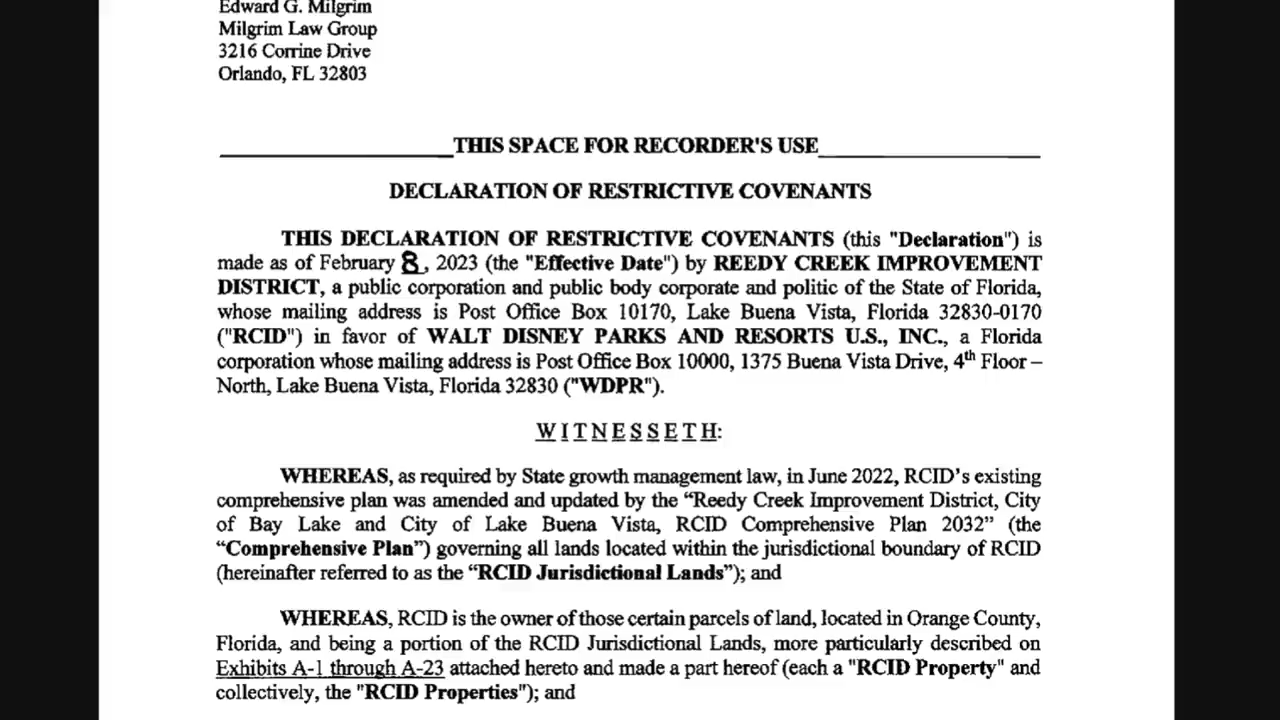 Edward G. Milgrim
Milgrim Law Group
3216 Corrine Drive
Orlando, FL 32803
THIS SPACE FOR RECORDER'S USE
DECLARATION OF RESTRICTIVE COVENANTS
THIS DECLARATION OF RESTRICTIVE COVENANTS (this "Declaration") is
made as of February 8, 2023 (the "Effective Date") by REEDY CREEK IMPROVEMENT
DISTRICT, a public corporation and public body corporate and politic of the State of Florida,
whose mailing address is Post Office Box 10170, Lake Buena Vista, Florida 32830-0170
("RCID") in favor of WALT DISNEY PARKS AND RESORTS U.S., INC., a Florida
corporation whose mailing address is Post Office Box 10000, 1375 Buena Vista Drive, 4th Floor –
North, Lake Buena Vista, Florida 32830 ("WDPR").
WITNESSETH:
WHEREAS, as required by State growth management law, in June 2022, RCID's existing
comprehensive plan was amended and updated by the “Reedy Creek Improvement District, City
of Bay Lake and City of Lake Buena Vista, RCID Comprehensive Plan 2032” (the
“Comprehensive Plan”) governing all lands located within the jurisdictional boundary of RCID
(hereinafter referred to as the “RCID Jurisdictional Lands”); and
WHEREAS, RCID is the owner of those certain parcels of land, located in Orange County,
Florida, and being a portion of the RCID Jurisdictional Lands, more particularly described on
Exhibits A-1 through A-23 attached hereto and made a part hereof (each a "RCID Property" and
collectively, the "RCID Properties"); and